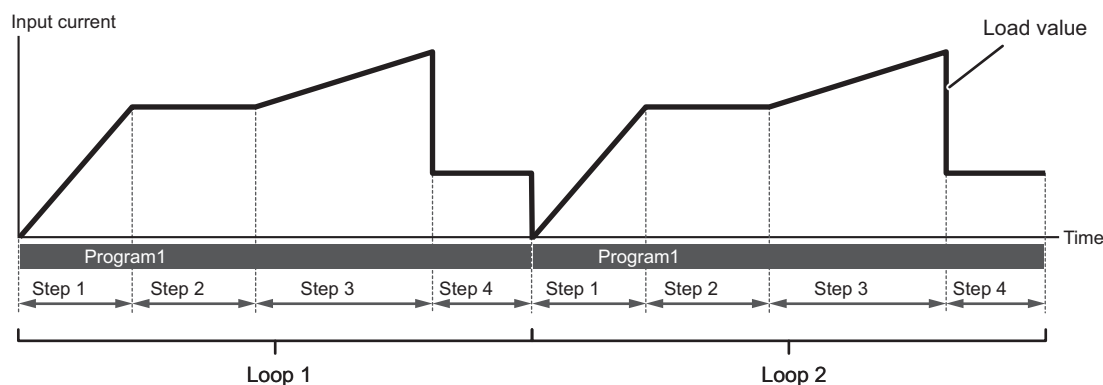 Input current
Load value
Time
Program1 Program1
Step 1 Step 2 Step 3 Step 4 Step 1 Step 2 Step 3 Step 4
Loop 1 Loop 2